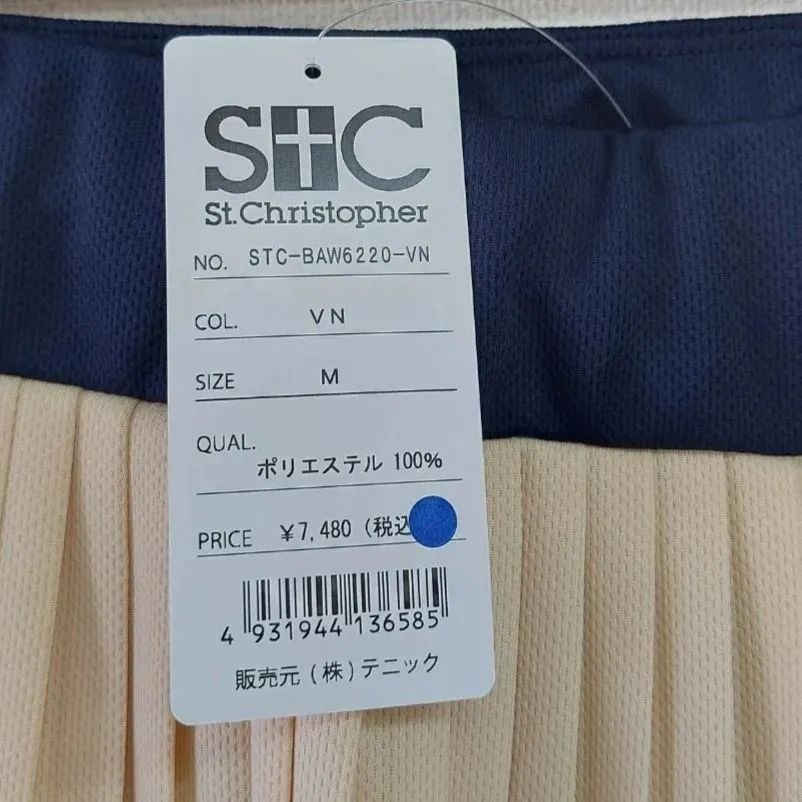 STC
St.Christopher
NO. STC-BAW6220-VN
COL. VN
SIZE M
QUAL.
ポリエステル 100%
PRICE ¥7,480 (税込
4 931944 136585
販売元(株)テニック